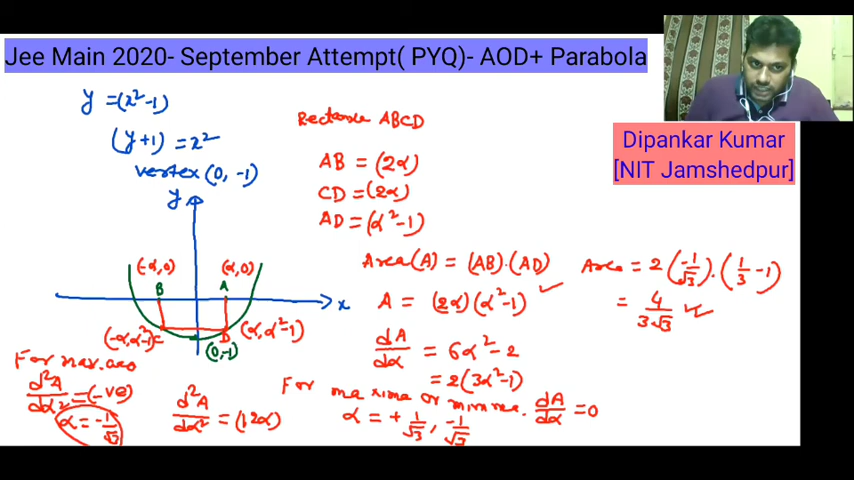 Jee Main 2020- September Attempt( PYQ)- AOD+ Parabola
y = (x²-1)
(y+1) = x²
vertex (0, -1)
Rectangle ABCD
AB = (2α)
CD = (2α)
AD = (α²-1)
Dipankar Kumar
[NIT Jamshedpur]
y
x
(-α,0)
(α,0)
B
A
(-α,α²-1)C
D
(α,α²-1)
(0,-1)
Area(A) = (AB).(AD)
A = (2α)(α²-1)
dA/dα = 6α²-2
= 2(3α²-1)
Area = 2(-1/√3).(1/3 -1)
= 4/3√3
For maxima or minima. dA/dα = 0
α = + 1/√3, -1/√3
d²A/dα² = (12α)
For max. area
d²A/dα² = (-ve)
α = -1/√3